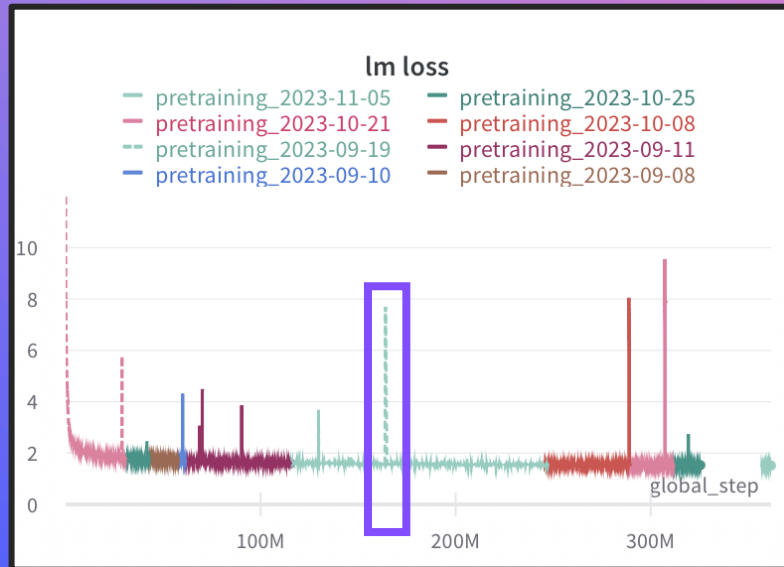 lm loss
pretraining_2023-11-05 pretraining_2023-10-25
pretraining_2023-10-21 pretraining_2023-10-08
pretraining_2023-09-19 pretraining_2023-09-11
pretraining_2023-09-10 pretraining_2023-09-08
10
8
6
4
2
global_step
0
100M 200M 300M